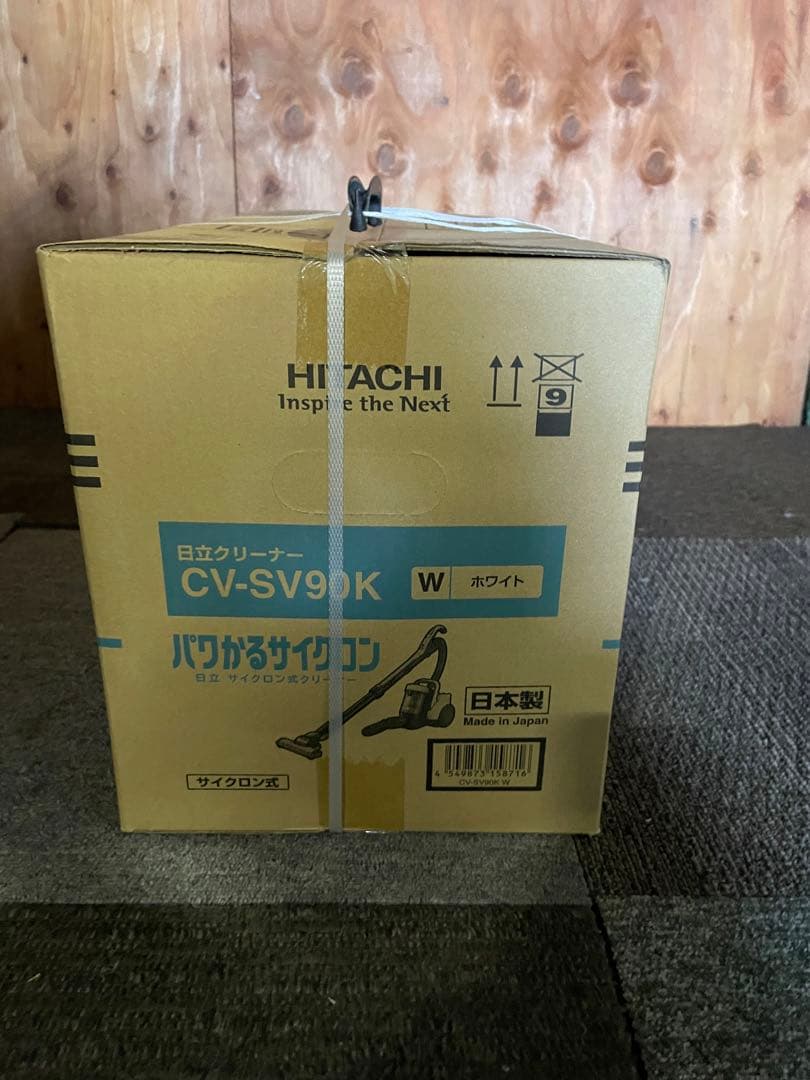 HITACHI
Inspire the Next
9
日立クリーナー
CV-SV90K
W ホワイト
パワかるサイクロン
日立 サイクロン式クリーナー
日本製
Made in Japan
サイクロン式
4 549873 158716
CV-SV90K W